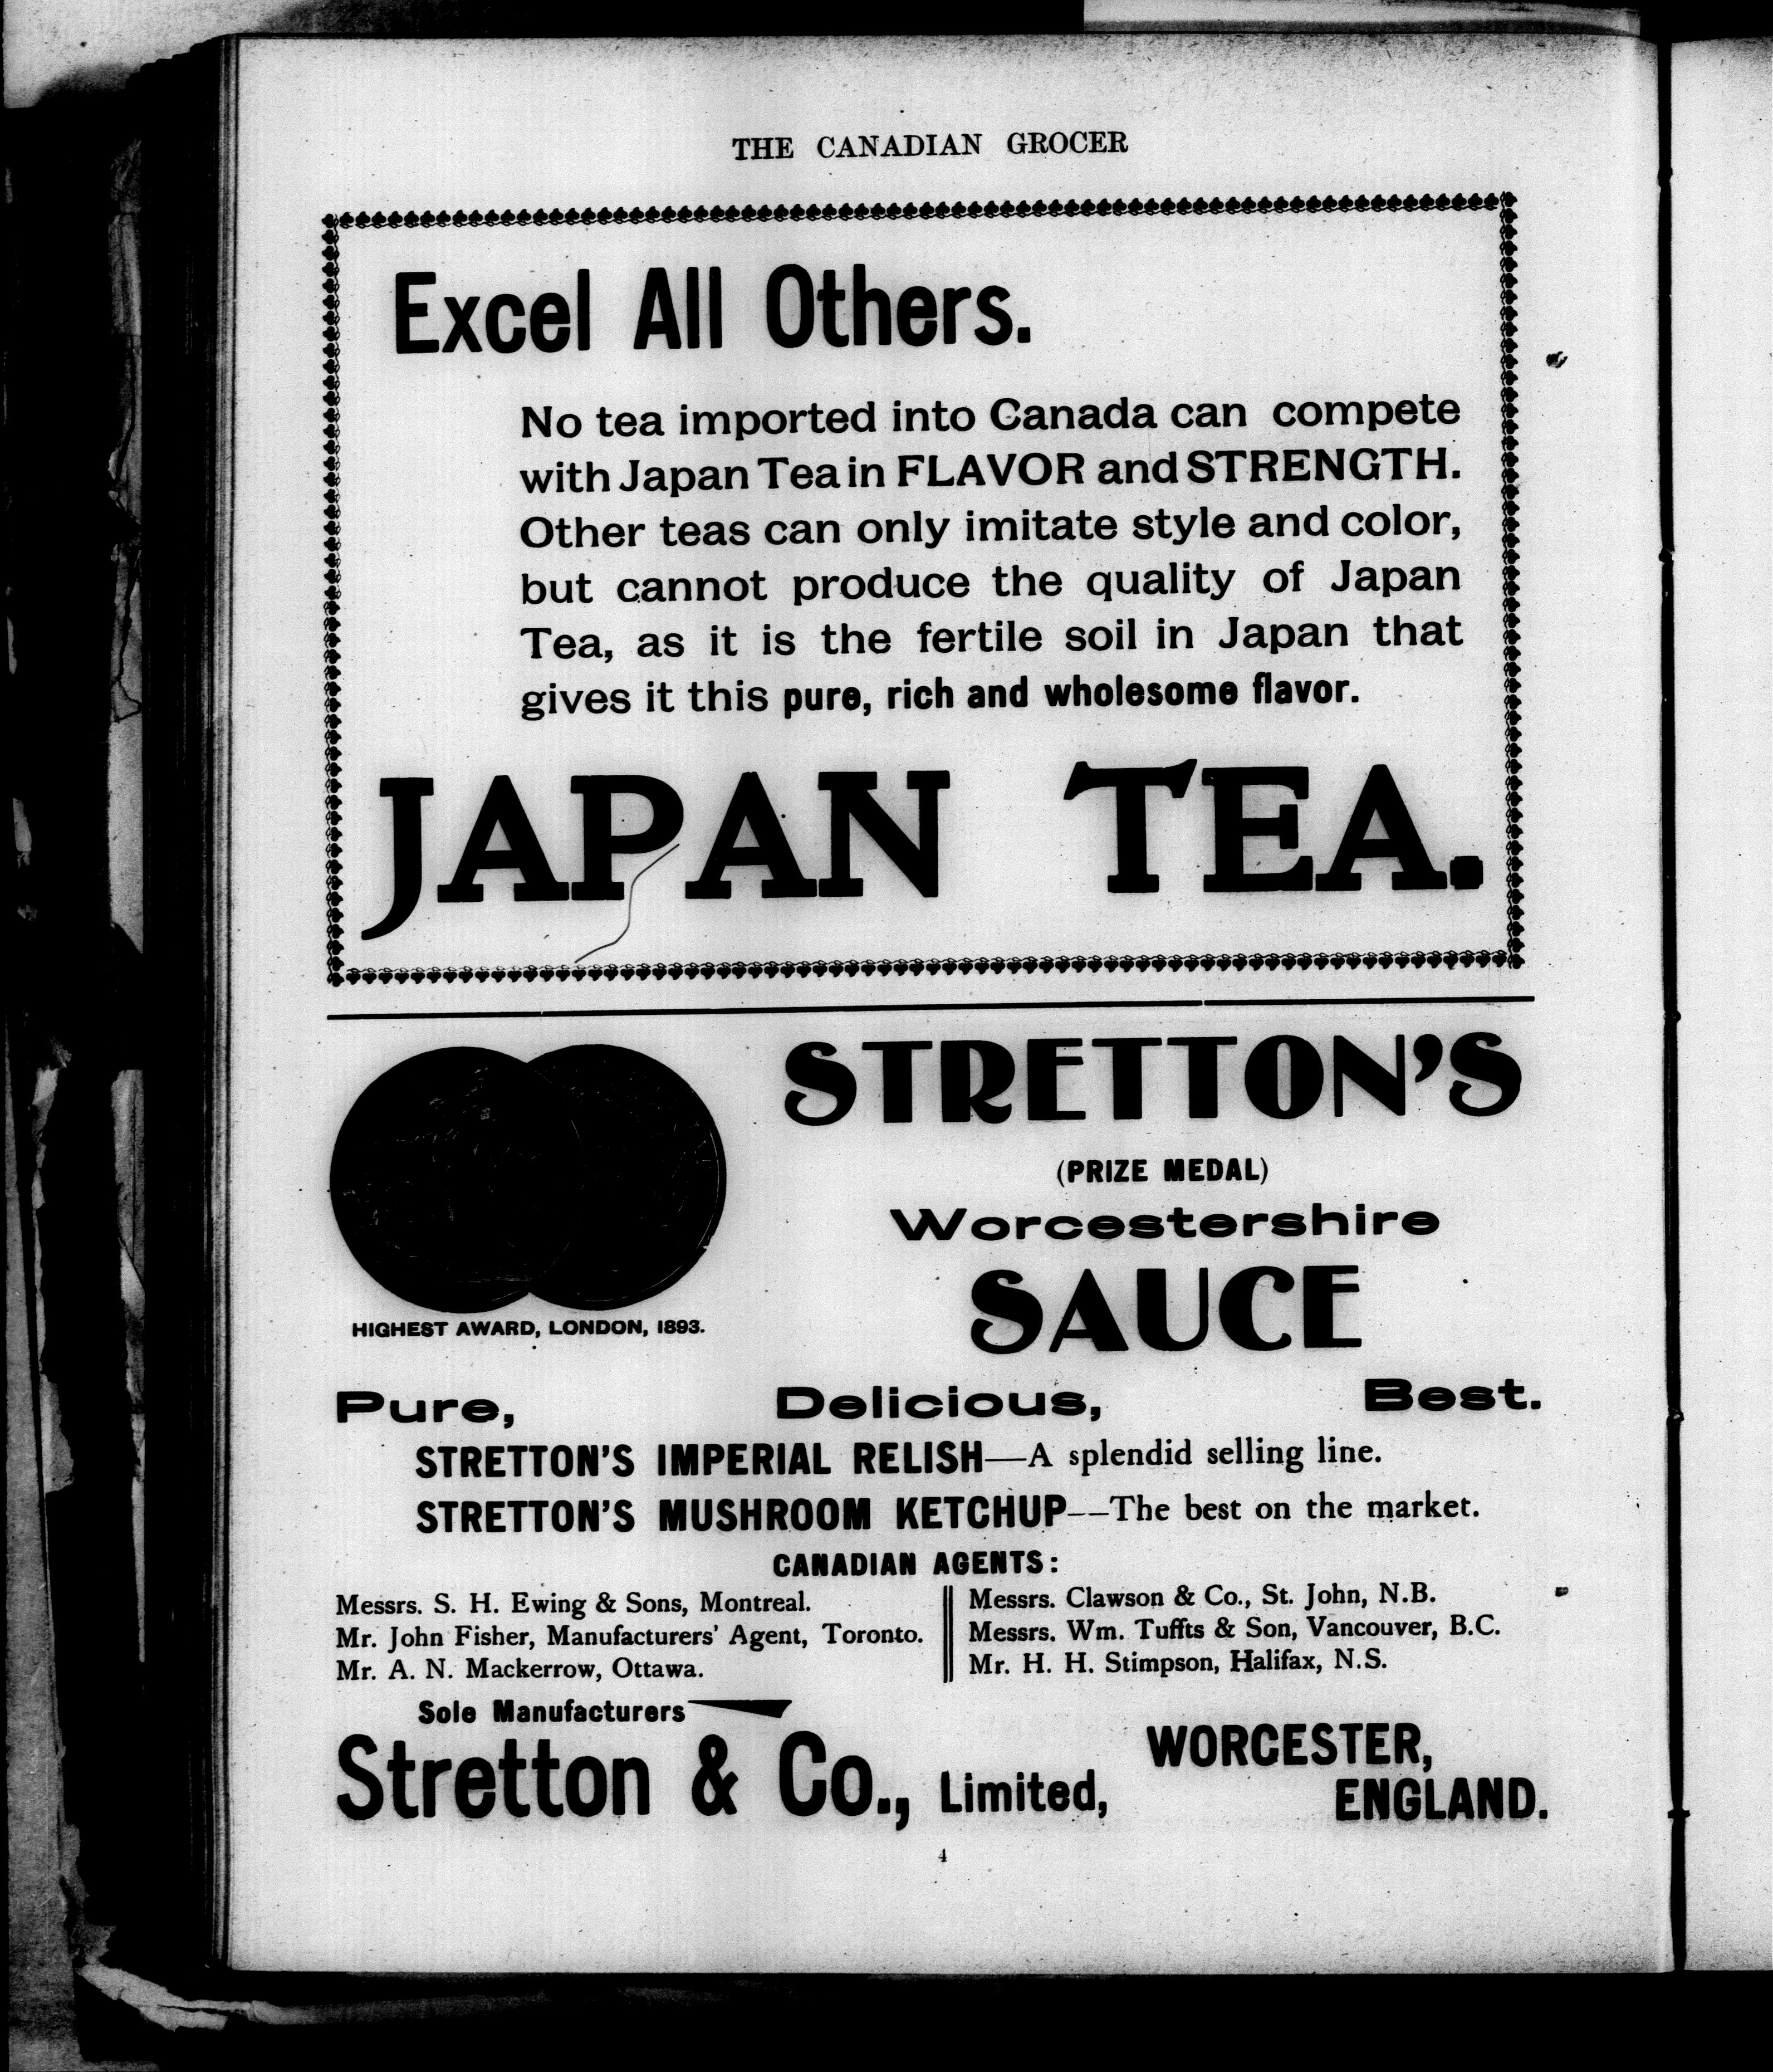 THE CANADIAN GROCER
Excel All Others.
No tea imported into Canada can compete
with Japan Tea in FLAVOR and STRENGTH.
Other teas can only imitate style and color,
but cannot produce the quality of Japan
Tea, as it is the fertile soil in Japan that
gives it this pure, rich and wholesome flavor.
JAPAN TEA.
STRETTON'S
(PRIZE MEDAL)
Worcestershire
SAUCE
HIGHEST AWARD, LONDON, 1893.
Pure, Delicious, Best.
STRETTON'S IMPERIAL RELISH—A splendid selling line.
STRETTON'S MUSHROOM KETCHUP—The best on the market.
CANADIAN AGENTS:
Messrs. S. H. Ewing & Sons, Montreal.
Mr. John Fisher, Manufacturers' Agent, Toronto.
Mr. A. N. Mackerrow, Ottawa.
Messrs. Clawson & Co., St. John, N.B.
Messrs. Wm. Tuffts & Son, Vancouver, B.C.
Mr. H. H. Stimpson, Halifax, N.S.
Sole Manufacturers
Stretton & Co., Limited,
WORCESTER,
ENGLAND.
4